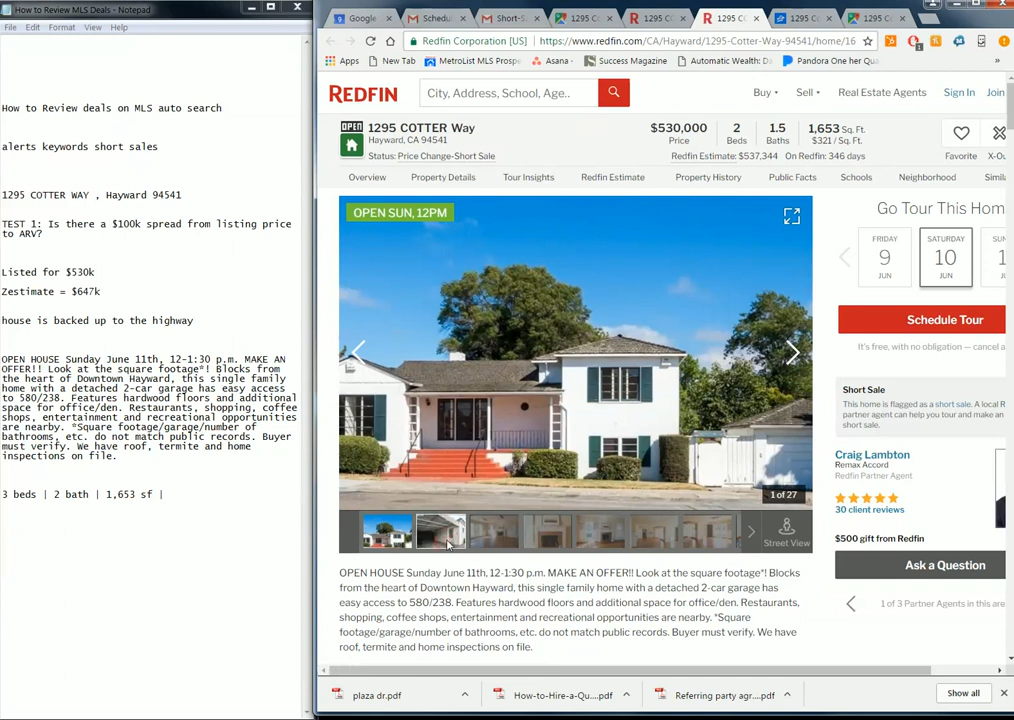 How to Review MLS Deals - Notepad
File Edit Format View Help
How to Review deals on MLS auto search
alerts keywords short sales
1295 COTTER WAY , Hayward 94541
TEST 1: Is there a $100k spread from listing price
to ARV?
Listed for $530k
Zestimate = $647k
house is backed up to the highway
OPEN HOUSE Sunday June 11th, 12-1:30 p.m. MAKE AN
OFFER!! Look at the square footage*! Blocks from
the heart of Downtown Hayward, this single family
home with a detached 2-car garage has easy access
to 580/238. Features hardwood floors and additional
space for office/den. Restaurants, shopping, coffee
shops, entertainment and recreational opportunities
are nearby. *Square footage/garage/number of
bathrooms, etc. do not match public records. Buyer
must verify. We have roof, termite and home
inspections on file.
3 beds | 2 bath | 1,653 sf |
Google
Schedu
Short-S
1295 C
1295 C
1295 CO
1295 C
1295 C
Redfin Corporation [US] https://www.redfin.com/CA/Hayward/1295-Cotter-Way-94541/home/16
Apps New Tab MetroList MLS Prospe Asana - Success Magazine Automatic Wealth: Da Pandora One her Qua »
REDFIN City, Address, School, Age.. Buy Sell Real Estate Agents Sign In Join
OPEN
1295 COTTER Way
Hayward, CA 94541
Status: Price Change-Short Sale
$530,000
Price
2
Beds
1.5
Baths
1,653 Sq. Ft.
$321 / Sq. Ft.
Redfin Estimate: $537,344 On Redfin: 346 days
Favorite X-Ou
Overview Property Details Tour Insights Redfin Estimate Property History Public Facts Schools Neighborhood Simila
OPEN SUN, 12PM
1 of 27
Street View
Go Tour This Hom
FRIDAY
9
JUN
SATURDAY
10
JUN
SUN
1
JUN
Schedule Tour
It's free, with no obligation — cancel a
Short Sale
This home is flagged as a short sale. A local R
partner agent can help you tour and make an
short sale.
Craig Lambton
Remax Accord
Redfin Partner Agent
30 client reviews
$500 gift from Redfin
Ask a Question
1 of 3 Partner Agents in this are
OPEN HOUSE Sunday June 11th, 12-1:30 p.m. MAKE AN OFFER!! Look at the square footage*! Blocks
from the heart of Downtown Hayward, this single family home with a detached 2-car garage has
easy access to 580/238. Features hardwood floors and additional space for office/den. Restaurants,
shopping, coffee shops, entertainment and recreational opportunities are nearby. *Square
footage/garage/number of bathrooms, etc. do not match public records. Buyer must verify. We have
roof, termite and home inspections on file.
plaza dr.pdf
How-to-Hire-a-Qu....pdf
Referring party agr....pdf
Show all